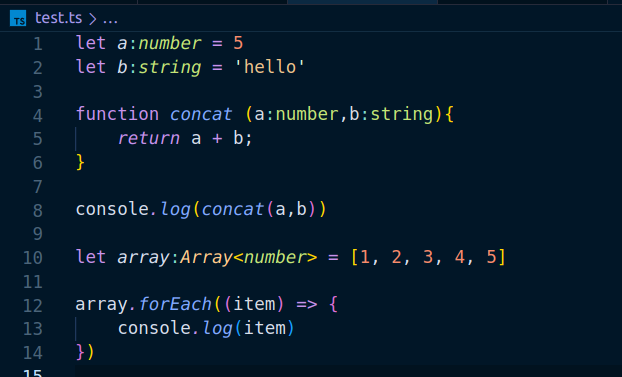 TS test.ts > ...
1 let a:number = 5
2 let b:string = 'hello'
3
4 function concat (a:number,b:string){
5     return a + b;
6 }
7
8 console.log(concat(a,b))
9
10 let array:Array<number> = [1, 2, 3, 4, 5]
11
12 array.forEach((item) => {
13     console.log(item)
14 })
15